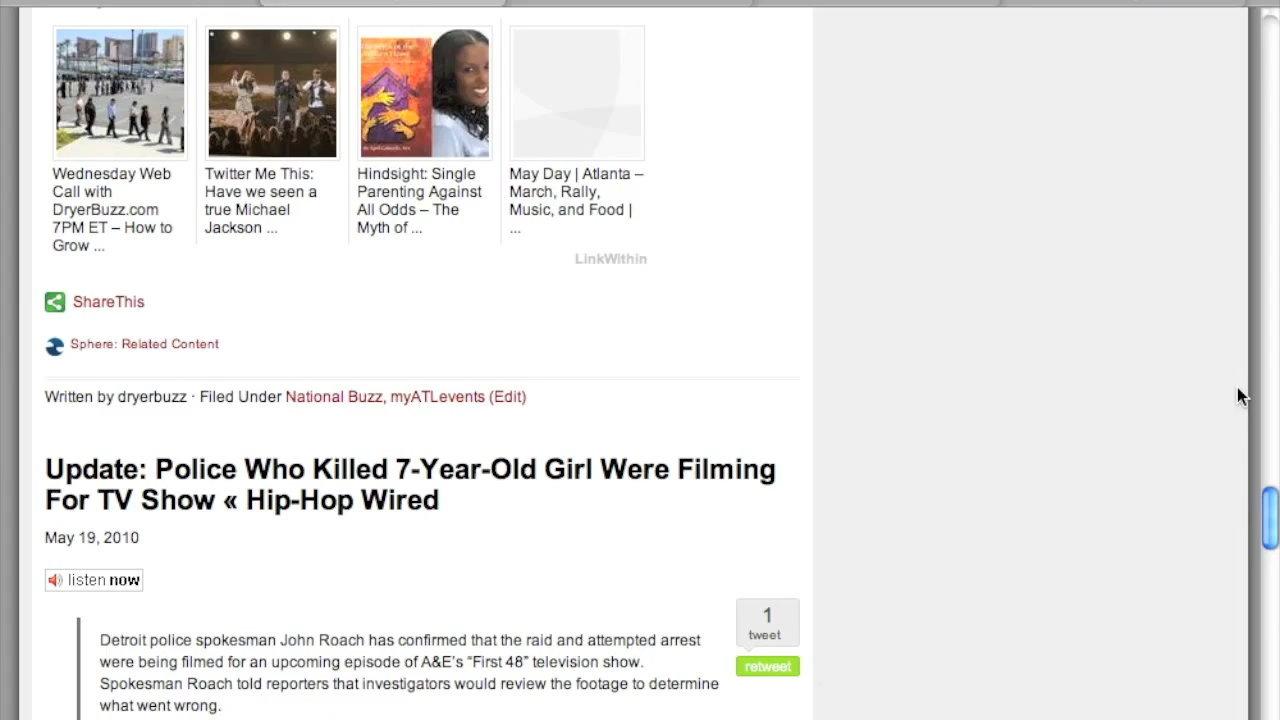 Wednesday Web
Call with
DryerBuzz.com
7PM ET – How to
Grow ...
Twitter Me This:
Have we seen a
true Michael
Jackson ...
Hindsight: Single
Parenting Against
All Odds – The
Myth of ...
May Day | Atlanta –
March, Rally,
Music, and Food |
...
LinkWithin
ShareThis
Sphere: Related Content
Written by dryerbuzz · Filed Under National Buzz, myATLevents (Edit)
Update: Police Who Killed 7-Year-Old Girl Were Filming
For TV Show « Hip-Hop Wired
May 19, 2010
listen now
1
tweet
retweet
Detroit police spokesman John Roach has confirmed that the raid and attempted arrest
were being filmed for an upcoming episode of A&E's “First 48” television show.
Spokesman Roach told reporters that investigators would review the footage to determine
what went wrong.